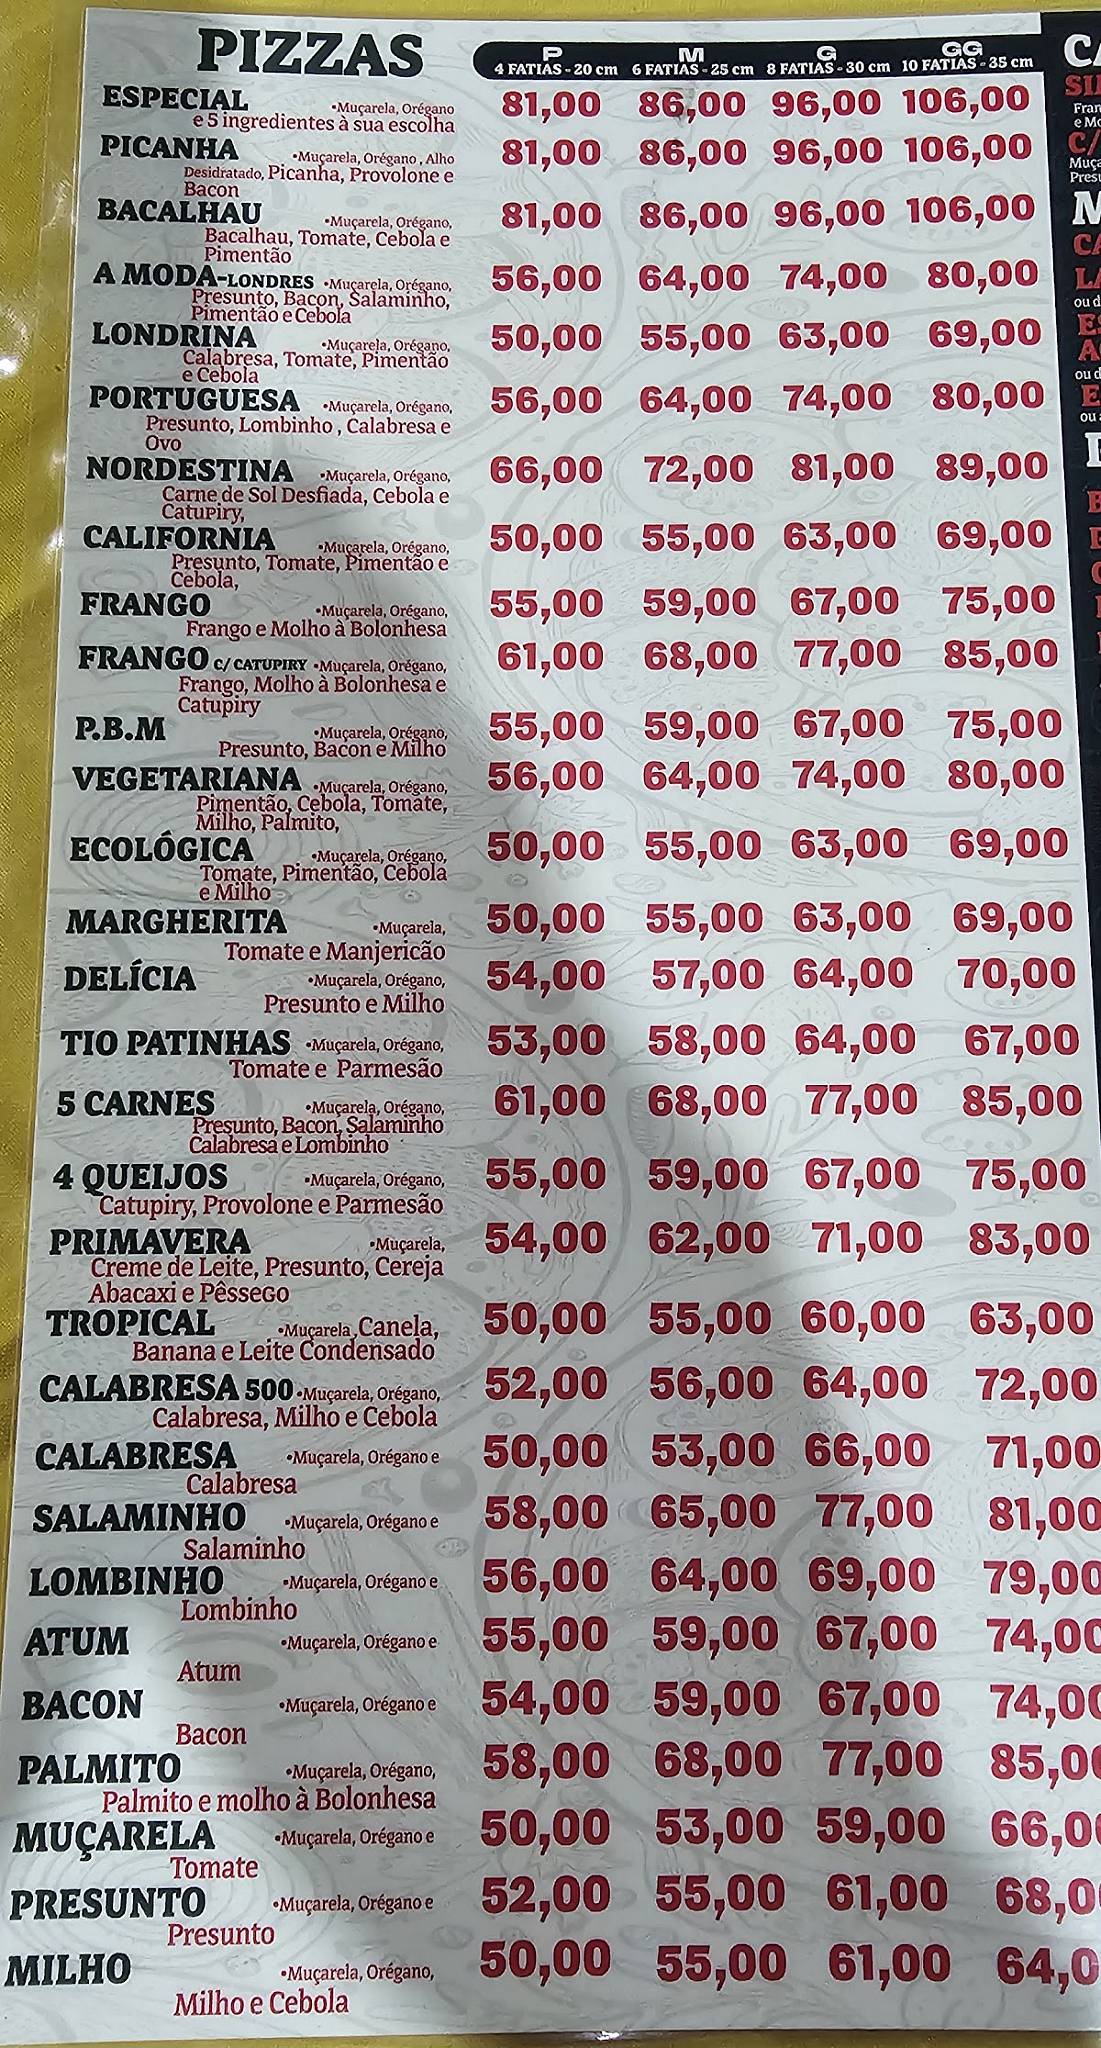 PIZZAS
P M G GG
4 FATIAS - 20 cm 6 FATIAS - 25 cm 8 FATIAS - 30 cm 10 FATIAS - 35 cm
ESPECIAL •Muçarela, Orégano 81,00 86,00 96,00 106,00
e 5 ingredientes à sua escolha
PICANHA •Muçarela, Orégano , Alho 81,00 86,00 96,00 106,00
Desidratado, Picanha, Provolone e
Bacon
BACALHAU •Muçarela, Orégano, 81,00 86,00 96,00 106,00
Bacalhau, Tomate, Cebola e
Pimentão
A MODA-LONDRES •Muçarela, Orégano, 56,00 64,00 74,00 80,00
Presunto, Bacon, Salaminho,
Pimentão e Cebola
LONDRINA •Muçarela, Orégano, 50,00 55,00 63,00 69,00
Calabresa, Tomate, Pimentão
e Cebola
PORTUGUESA •Muçarela, Orégano, 56,00 64,00 74,00 80,00
Presunto, Lombinho , Calabresa e
Ovo
NORDESTINA •Muçarela, Orégano, 66,00 72,00 81,00 89,00
Carne de Sol Desfiada, Cebola e
Catupiry,
CALIFORNIA •Muçarela, Orégano, 50,00 55,00 63,00 69,00
Presunto, Tomate, Pimentão e
Cebola,
FRANGO •Muçarela, Orégano, 55,00 59,00 67,00 75,00
Frango e Molho à Bolonhesa
FRANGO C/ CATUPIRY •Muçarela, Orégano, 61,00 68,00 77,00 85,00
Frango, Molho à Bolonhesa e
Catupiry
P.B.M •Muçarela, Orégano, 55,00 59,00 67,00 75,00
Presunto, Bacon e Milho
VEGETARIANA •Muçarela, Orégano, 56,00 64,00 74,00 80,00
Pimentão, Cebola, Tomate,
Milho, Palmito,
ECOLÓGICA •Muçarela, Orégano, 50,00 55,00 63,00 69,00
Tomate, Pimentão, Cebola
e Milho
MARGHERITA •Muçarela, 50,00 55,00 63,00 69,00
Tomate e Manjericão
DELÍCIA •Muçarela, Orégano, 54,00 57,00 64,00 70,00
Presunto e Milho
TIO PATINHAS •Muçarela, Orégano, 53,00 58,00 64,00 67,00
Tomate e Parmesão
5 CARNES •Muçarela, Orégano, 61,00 68,00 77,00 85,00
Presunto, Bacon, Salaminho
Calabresa e Lombinho
4 QUEIJOS •Muçarela, Orégano, 55,00 59,00 67,00 75,00
Catupiry, Provolone e Parmesão
PRIMAVERA •Muçarela, 54,00 62,00 71,00 83,00
Creme de Leite, Presunto, Cereja
Abacaxi e Pêssego
TROPICAL •Muçarela ,Canela, 50,00 55,00 60,00 63,00
Banana e Leite Condensado
CALABRESA 500 •Muçarela, Orégano, 52,00 56,00 64,00 72,00
Calabresa, Milho e Cebola
CALABRESA •Muçarela, Orégano e 50,00 53,00 66,00 71,00
Calabresa
SALAMINHO •Muçarela, Orégano e 58,00 65,00 77,00 81,00
Salaminho
LOMBINHO •Muçarela, Orégano e 56,00 64,00 69,00 79,00
Lombinho
ATUM •Muçarela, Orégano e 55,00 59,00 67,00 74,00
Atum
BACON •Muçarela, Orégano e 54,00 59,00 67,00 74,00
Bacon
PALMITO •Muçarela, Orégano, 58,00 68,00 77,00 85,00
Palmito e molho à Bolonhesa
MUÇARELA •Muçarela, Orégano e 50,00 53,00 59,00 66,00
Tomate
PRESUNTO •Muçarela, Orégano e 52,00 55,00 61,00 68,0
Presunto
MILHO •Muçarela, Orégano, 50,00 55,00 61,00 64,0
Milho e Cebola